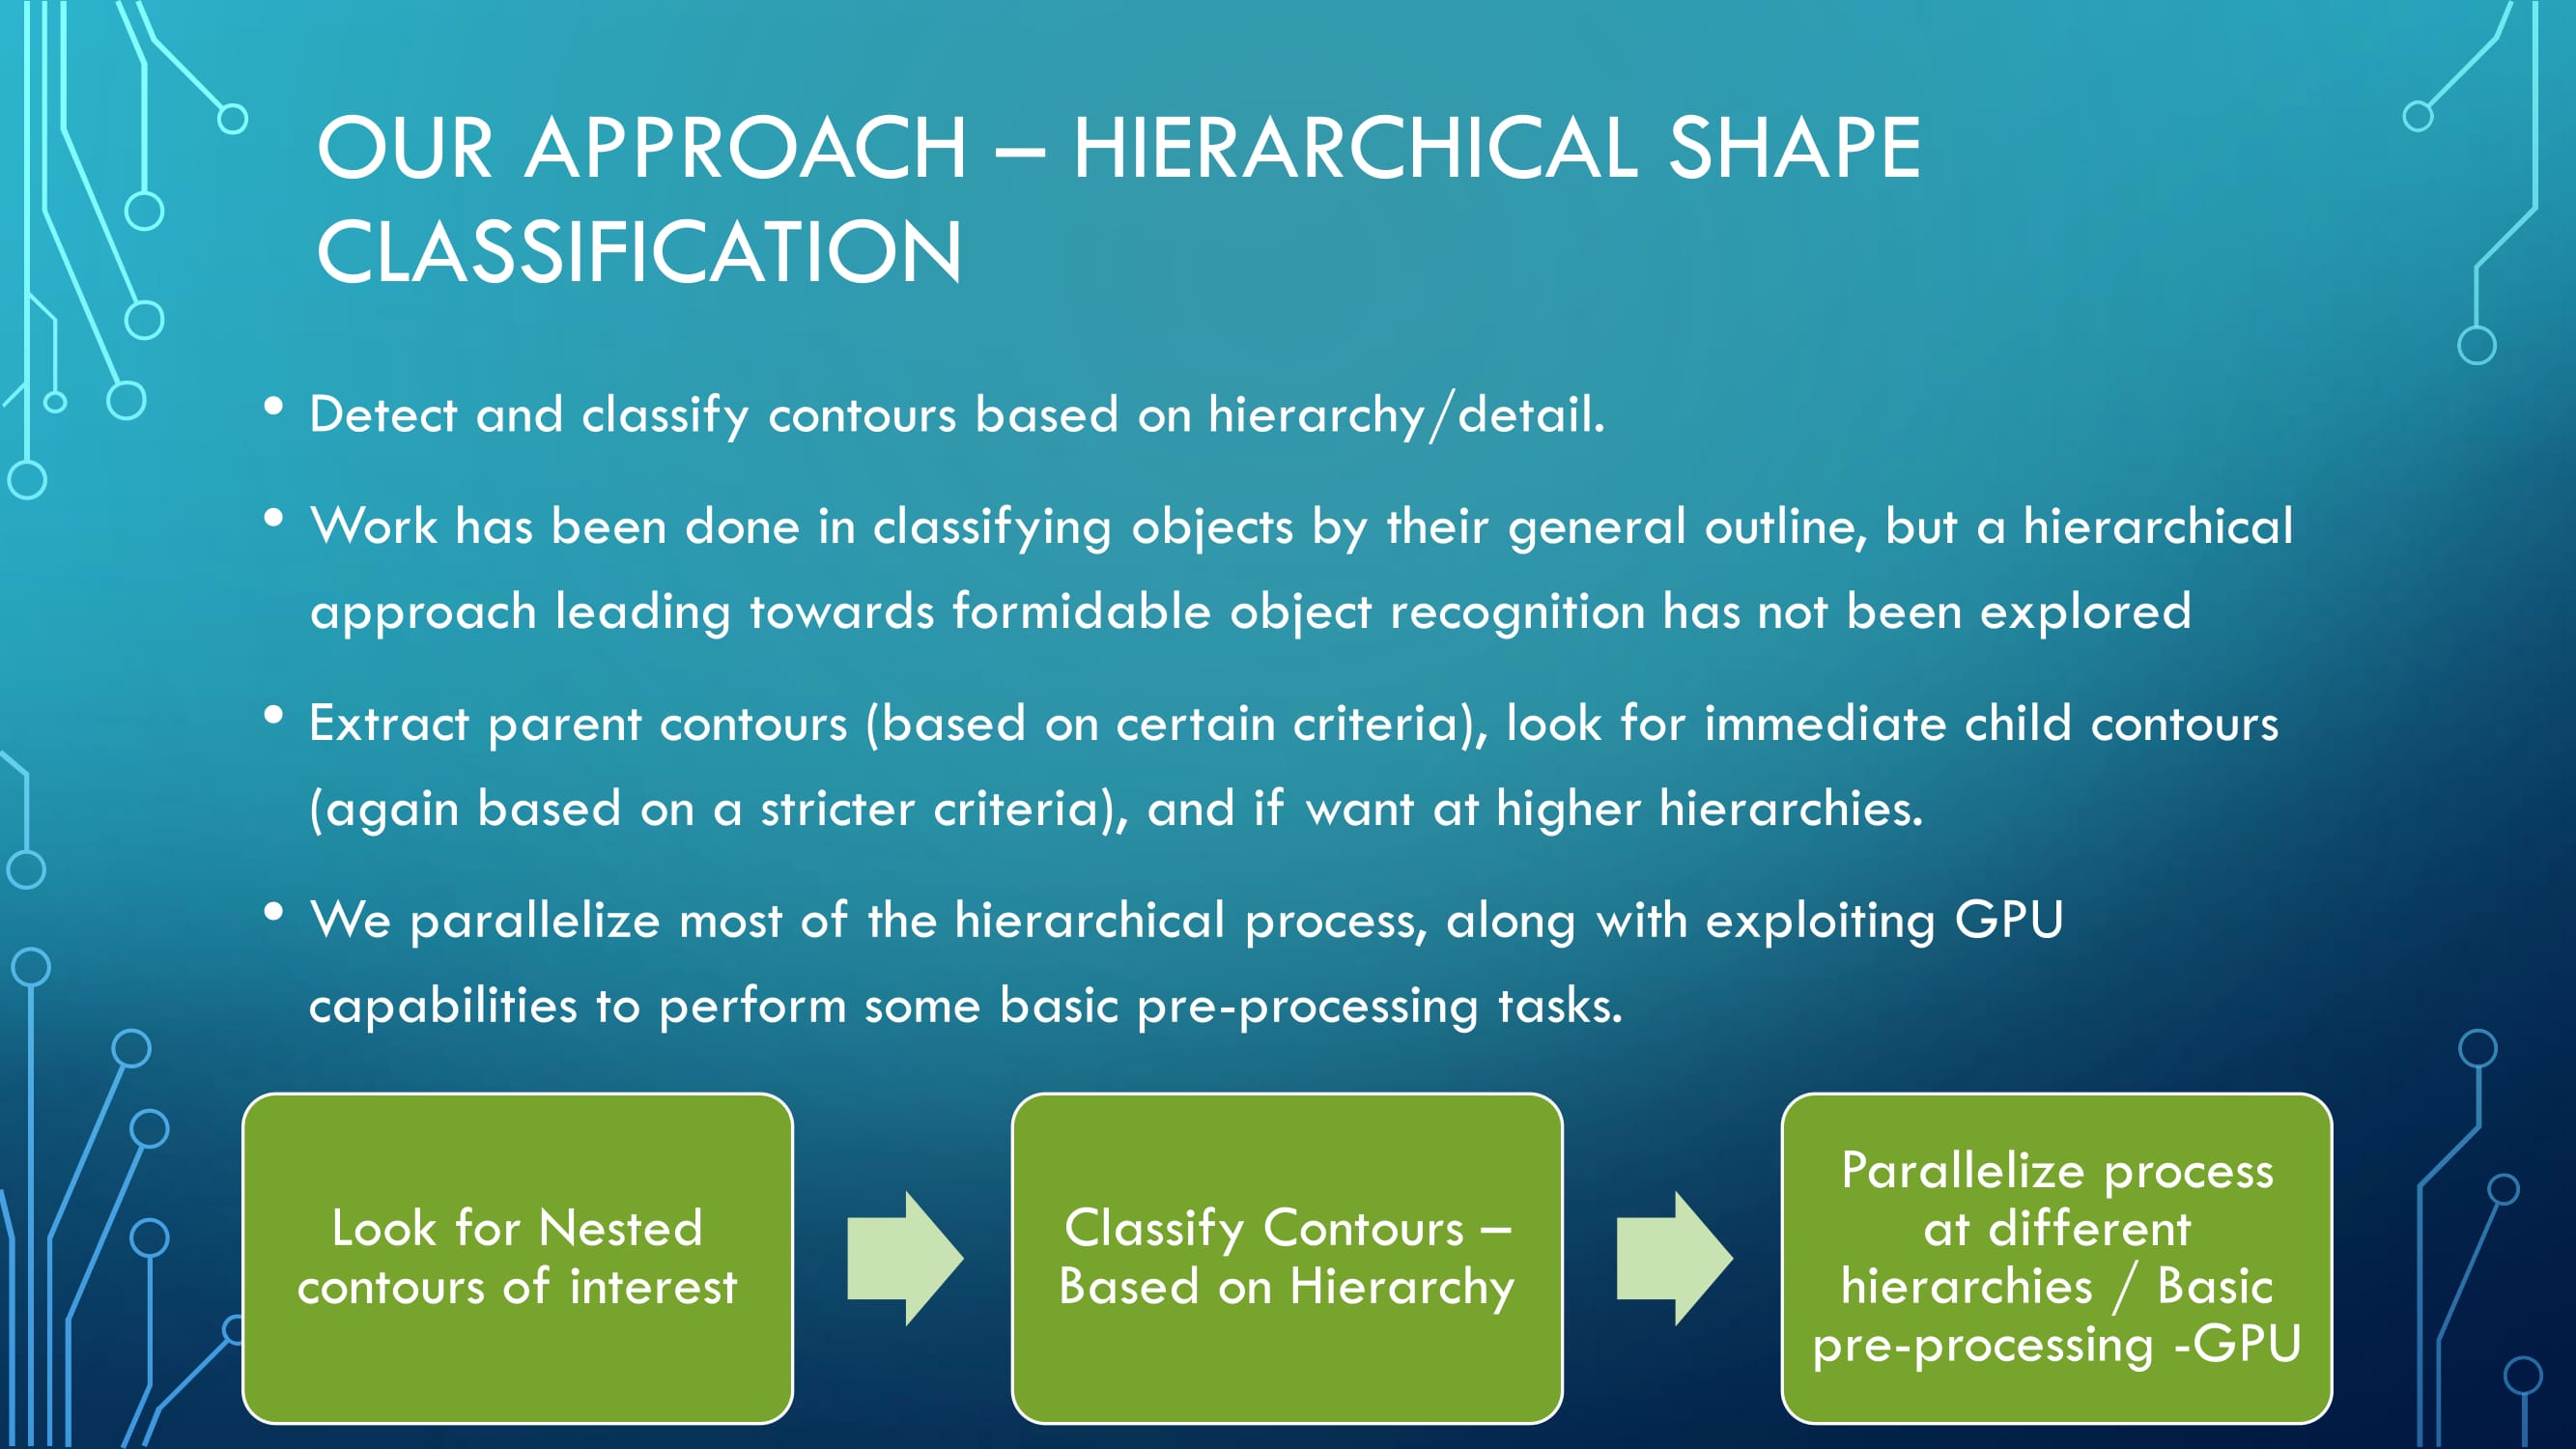 OUR APPROACH – HIERARCHICAL SHAPE
CLASSIFICATION
• Detect and classify contours based on hierarchy/detail.
• Work has been done in classifying objects by their general outline, but a hierarchical
approach leading towards formidable object recognition has not been explored
• Extract parent contours (based on certain criteria), look for immediate child contours
(again based on a stricter criteria), and if want at higher hierarchies.
• We parallelize most of the hierarchical process, along with exploiting GPU
capabilities to perform some basic pre-processing tasks.
Look for Nested
contours of interest
Classify Contours –
Based on Hierarchy
Parallelize process
at different
hierarchies / Basic
pre-processing -GPU